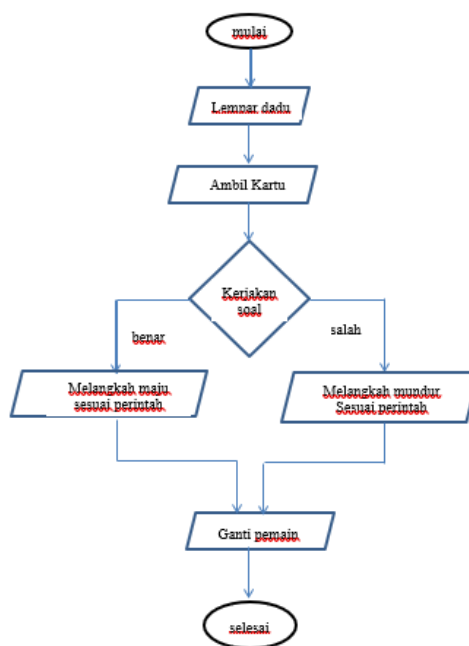 mulai
Lempar dadu
Ambil Kartu
Kerjakan
soal
benar
salah
Melangkah maju
sesuai perintah
Melangkah mundur
Sesuai perintah
Ganti pemain
selesai